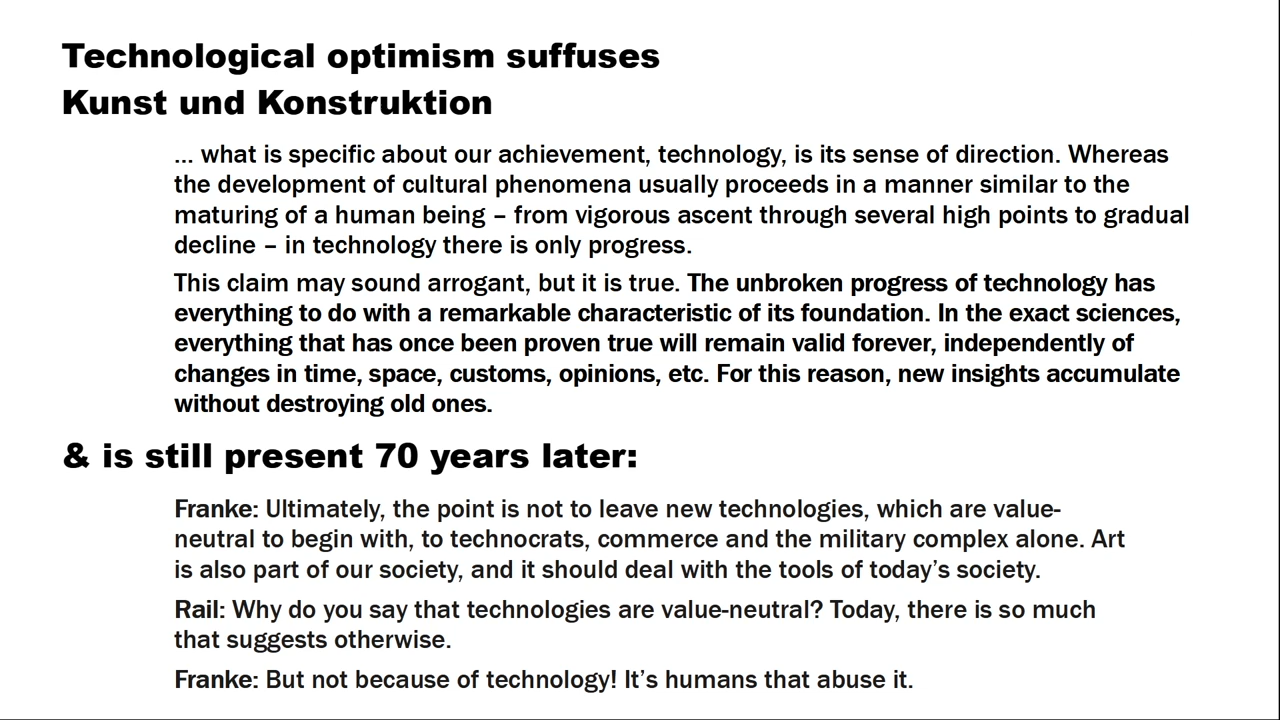 Technological optimism suffuses
Kunst und Konstruktion
... what is specific about our achievement, technology, is its sense of direction. Whereas
the development of cultural phenomena usually proceeds in a manner similar to the
maturing of a human being – from vigorous ascent through several high points to gradual
decline – in technology there is only progress.
This claim may sound arrogant, but it is true. The unbroken progress of technology has
everything to do with a remarkable characteristic of its foundation. In the exact sciences,
everything that has once been proven true will remain valid forever, independently of
changes in time, space, customs, opinions, etc. For this reason, new insights accumulate
without destroying old ones.
& is still present 70 years later:
Franke: Ultimately, the point is not to leave new technologies, which are value-
neutral to begin with, to technocrats, commerce and the military complex alone. Art
is also part of our society, and it should deal with the tools of today’s society.
Rail: Why do you say that technologies are value-neutral? Today, there is so much
that suggests otherwise.
Franke: But not because of technology! It’s humans that abuse it.